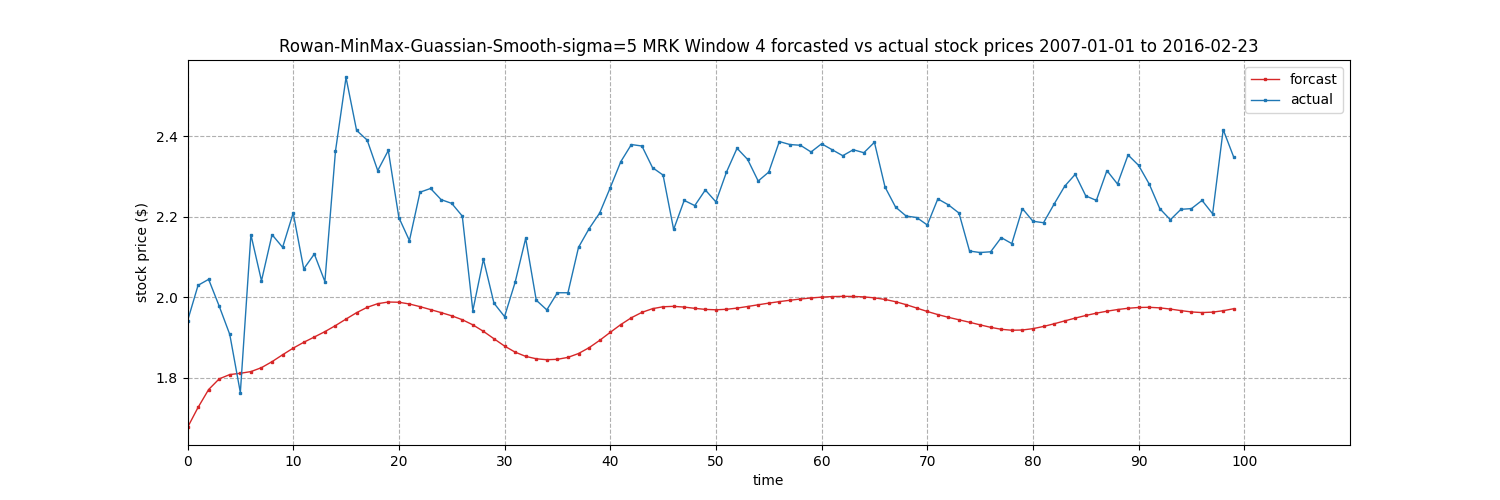 Rowan-MinMax-Guassian-Smooth-sigma=5 MRK Window 4 forcasted vs actual stock prices 2007-01-01 to 2016-02-23
forcast
actual
stock price ($)
2.4
2.2
2.0
1.8
0 10 20 30 40 50 60 70 80 90 100
time